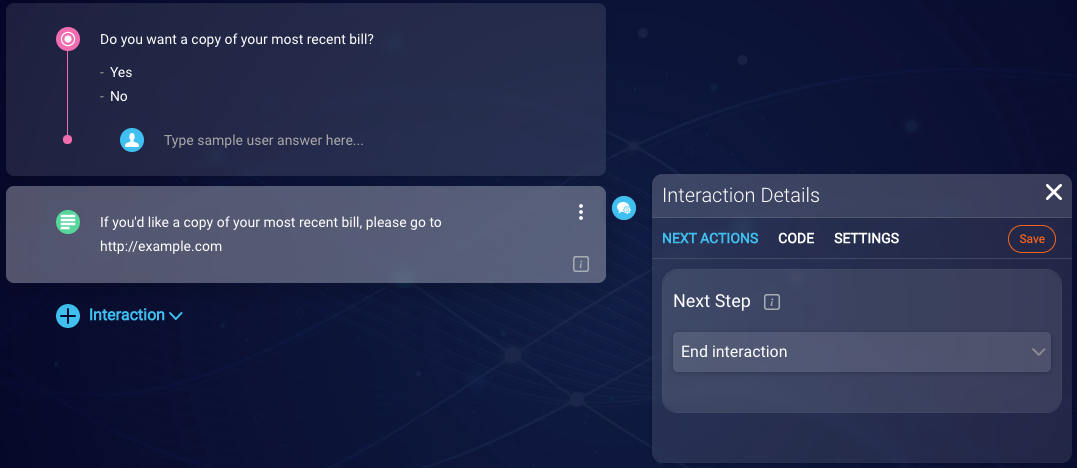 Do you want a copy of your most recent bill?
- Yes
- No
Type sample user answer here...
If you'd like a copy of your most recent bill, please go to
http://example.com
i
Interaction
Interaction Details
NEXT ACTIONS CODE SETTINGS Save
Next Step i
End interaction